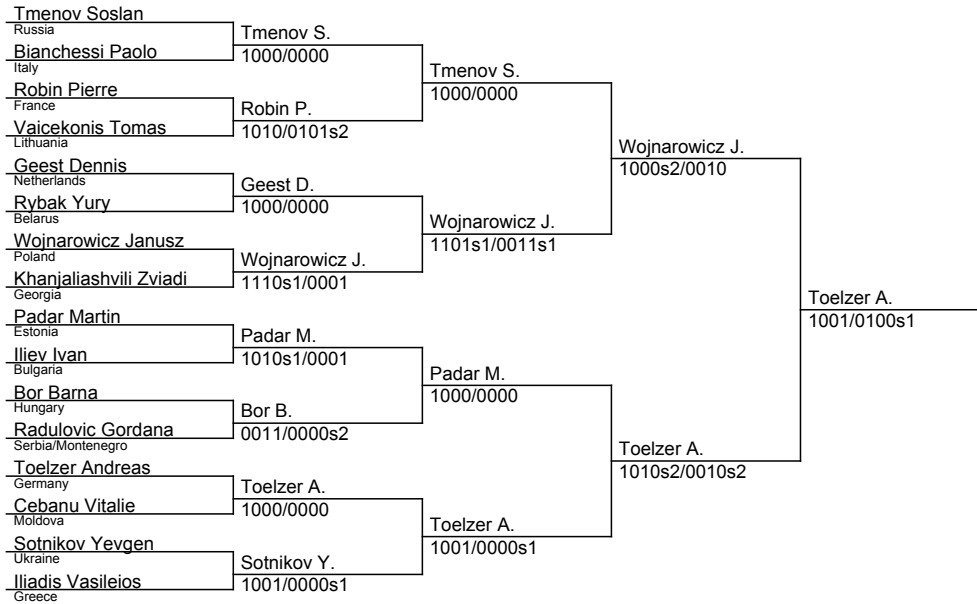 Tmenov Soslan
Russia
Bianchessi Paolo
Italy
Robin Pierre
France
Vaicekonis Tomas
Lithuania
Geest Dennis
Netherlands
Rybak Yury
Belarus
Wojnarowicz Janusz
Poland
Khanjaliashvili Zviadi
Georgia
Padar Martin
Estonia
Iliev Ivan
Bulgaria
Bor Barna
Hungary
Radulovic Gordana
Serbia/Montenegro
Toelzer Andreas
Germany
Cebanu Vitalie
Moldova
Sotnikov Yevgen
Ukraine
Iliadis Vasileios
Greece
Tmenov S.
1000/0000
Robin P.
1010/0101s2
Geest D.
1000/0000
Wojnarowicz J.
1110s1/0001
Padar M.
1010s1/0001
Bor B.
0011/0000s2
Toelzer A.
1000/0000
Sotnikov Y.
1001/0000s1
Tmenov S.
1000/0000
Wojnarowicz J.
1101s1/0011s1
Padar M.
1000/0000
Toelzer A.
1001/0000s1
Wojnarowicz J.
1000s2/0010
Toelzer A.
1010s2/0010s2
Toelzer A.
1001/0100s1